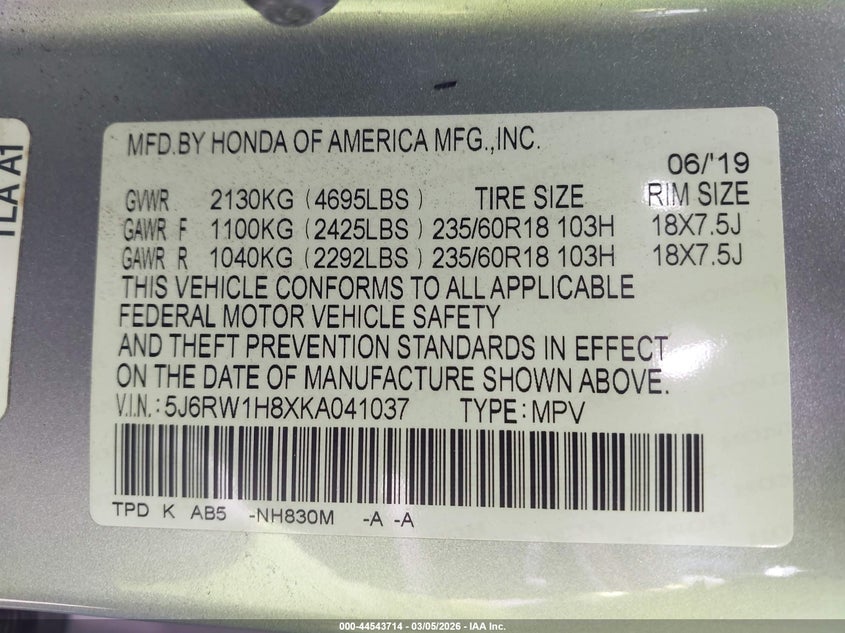 TLA A1
MFD.BY HONDA OF AMERICA MFG.,INC.
06/'19
GVWR 2130KG (4695LBS) TIRE SIZE RIM SIZE
GAWR F 1100KG (2425LBS) 235/60R18 103H 18X7.5J
GAWR R 1040KG (2292LBS) 235/60R18 103H 18X7.5J
THIS VEHICLE CONFORMS TO ALL APPLICABLE
FEDERAL MOTOR VEHICLE SAFETY
AND THEFT PREVENTION STANDARDS IN EFFECT
ON THE DATE OF MANUFACTURE SHOWN ABOVE.
V.I.N.: 5J6RW1H8XKA041037 TYPE: MPV
TPD K AB5 -NH830M -A -A
000-44543714 — 03/05/2026 — IAA Inc.